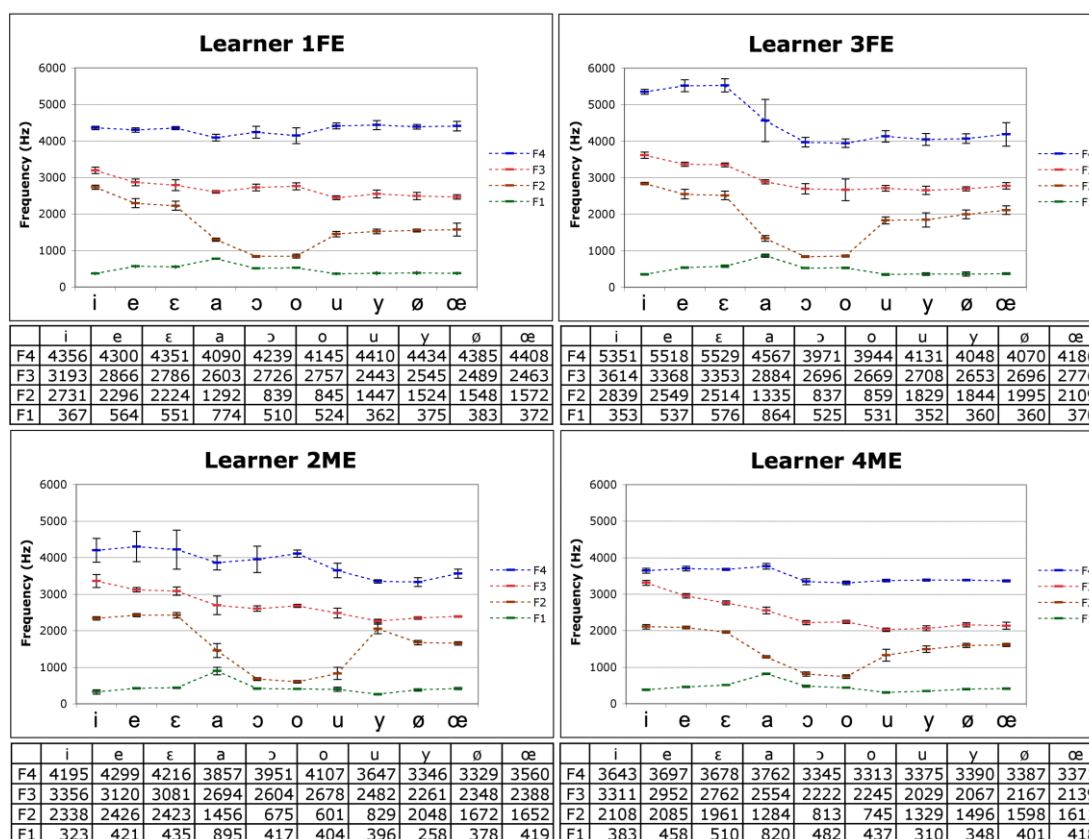 Learner 1FE
Frequency (Hz)
6000
5000
4000
3000
2000
1000
0
F4
F3
F2
F1
i e ɛ a ɔ o u y ø œ
i e ɛ a ɔ o u y ø œ
F4 4356 4300 4351 4090 4239 4145 4410 4434 4385 4408
F3 3193 2866 2786 2603 2726 2757 2443 2545 2489 2463
F2 2731 2296 2224 1292 839 845 1447 1524 1548 1572
F1 367 564 551 774 510 524 362 375 383 372
Learner 3FE
Frequency (Hz)
6000
5000
4000
3000
2000
1000
0
i e ɛ a ɔ o u y ø œ
i e ɛ a ɔ o u y ø œ
F4 5351 5518 5529 4567 3971 3944 4131 4048 4070
F3 3614 3368 3353 2884 2696 2669 2708 2653 2696
F2 2839 2549 2514 1335 837 859 1829 1844 1995
F1 353 537 576 864 525 531 352 360 360
Learner 2ME
Frequency (Hz)
6000
5000
4000
3000
2000
1000
0
F4
F3
F2
F1
i e ɛ a ɔ o u y ø œ
i e ɛ a ɔ o u y ø œ
F4 4195 4299 4216 3857 3951 4107 3647 3346 3329 3560
F3 3356 3120 3081 2694 2604 2678 2482 2261 2348 2388
F2 2338 2426 2423 1456 675 601 829 2048 1672 1652
F1 323 421 435 895 417 404 396 258 378 419
Learner 4ME
Frequency (Hz)
6000
5000
4000
3000
2000
1000
0
i e ɛ a ɔ o u y ø œ
i e ɛ a ɔ o u y ø œ
F4 3643 3697 3678 3762 3345 3313 3375 3390 3387
F3 3311 2952 2762 2554 2222 2245 2029 2067 2167
F2 2108 2085 1961 1284 813 745 1329 1496 1598
F1 383 458 510 820 482 437 310 348 401